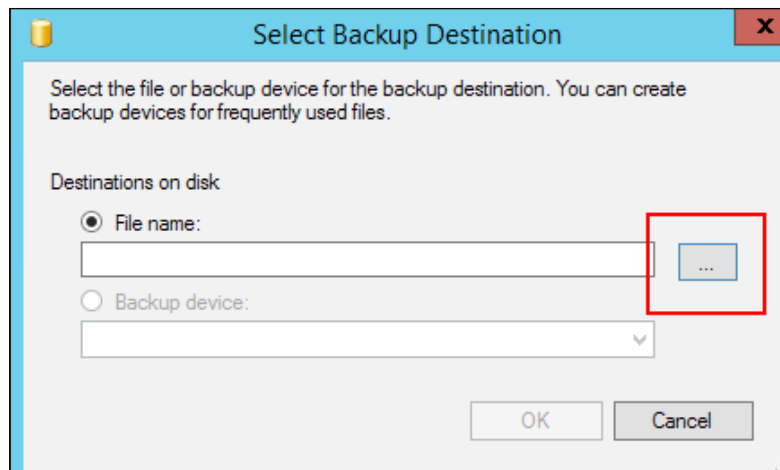 Select Backup Destination
x
Select the file or backup device for the backup destination. You can create
backup devices for frequently used files.
Destinations on disk
File name:
...
Backup device:
OK Cancel